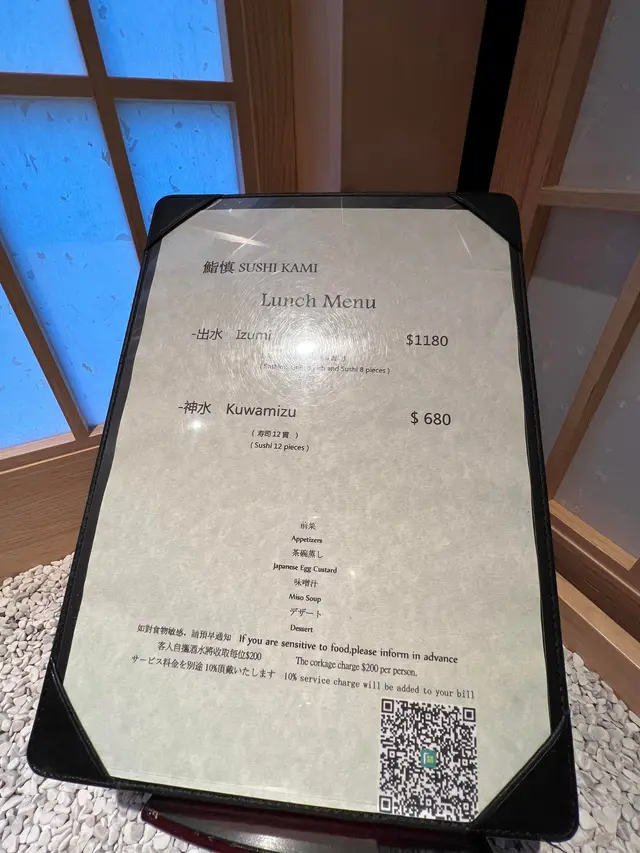 鮨慎 SUSHI KAMI
Lunch Menu
-出水 Izumi $1180
and Sushi 8 pieces )
-神水 Kuwamizu $ 680
( 寿司 12 貫 )
( Sushi 12 pieces )
前菜
Appetizers
茶碗蒸し
Japanese Egg Custard
味噌汁
Miso Soup
デザート
Dessert
如對食物敏感，請預早通知 If you are sensitive to food,please inform in advance
客人自攜酒水將收取每位$200 The corkage charge $200 per person.
サービス料金を別途 10%頂戴いたします 10% service charge will be added to your bill